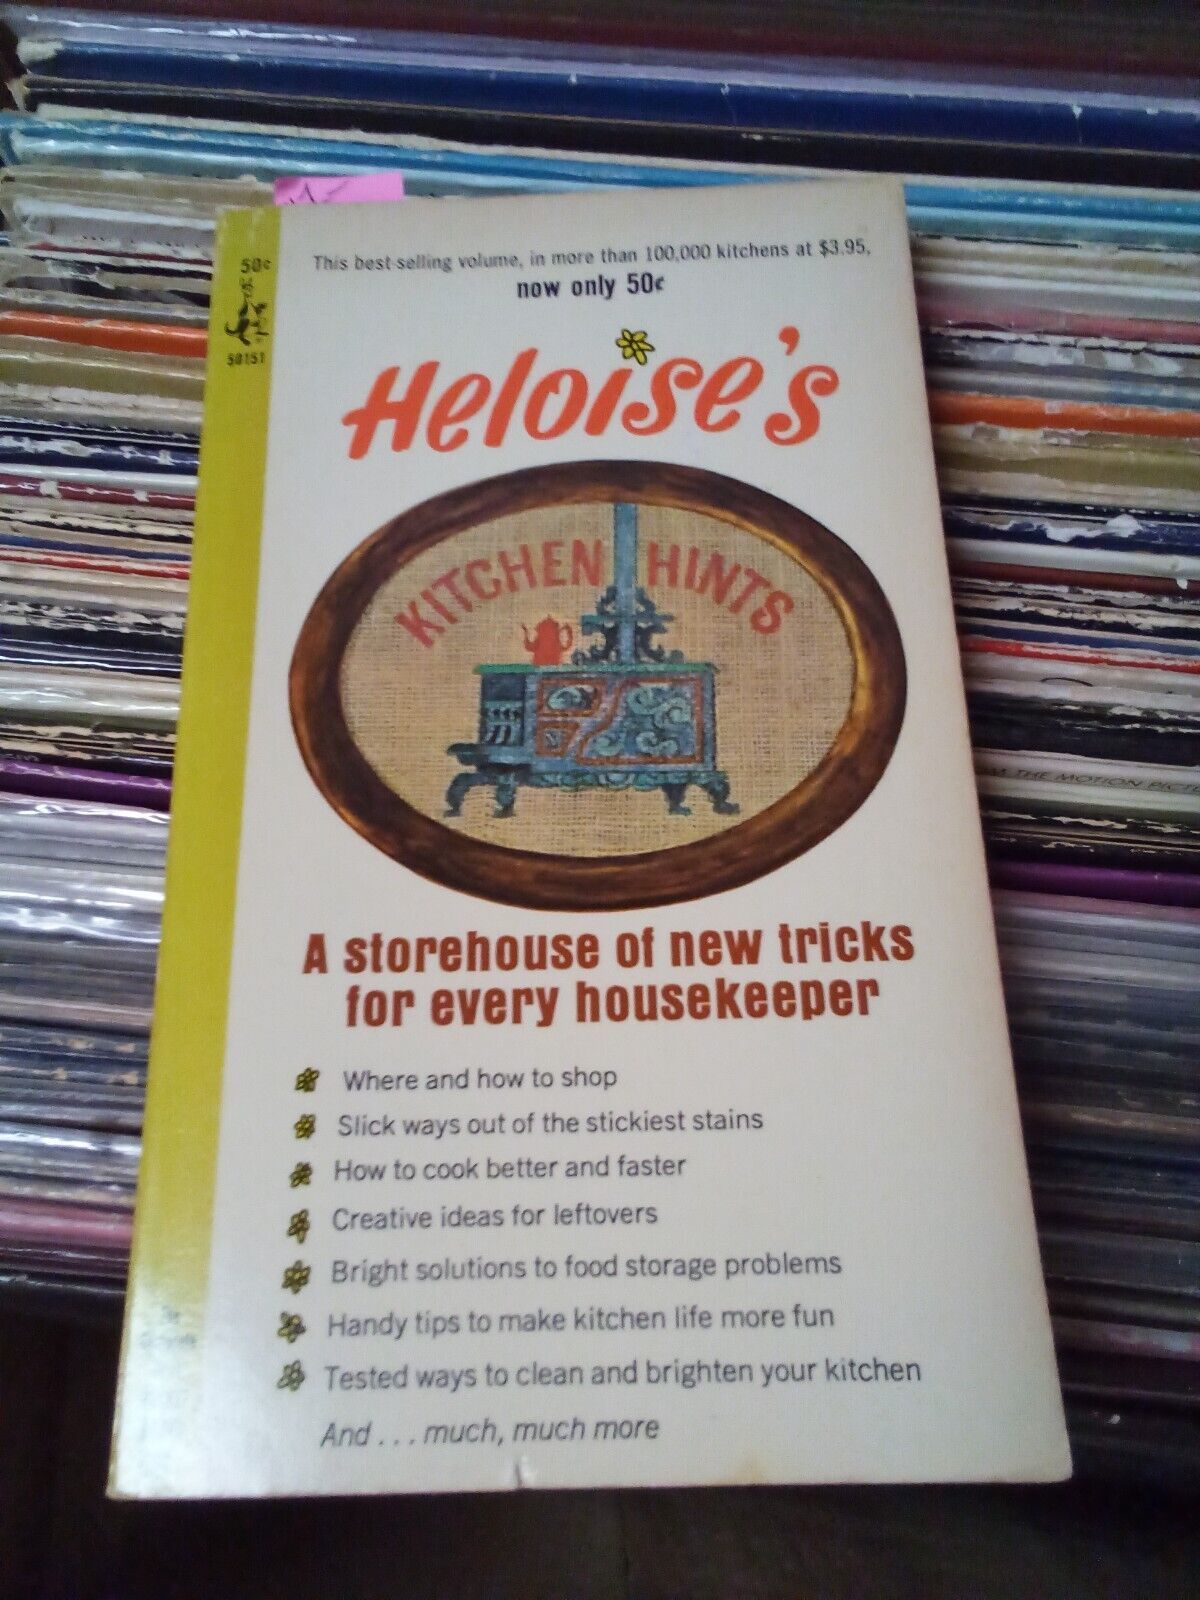 This best-selling volume, in more than 100,000 kitchens at $3.95,
now only 50¢
50¢
50151
Heloise's
KITCHEN HINTS
A storehouse of new tricks
for every housekeeper
Where and how to shop
Slick ways out of the stickiest stains
How to cook better and faster
Creative ideas for leftovers
Bright solutions to food storage problems
Handy tips to make kitchen life more fun
Tested ways to clean and brighten your kitchen
And . . . much, much more
THE MOTION PICT